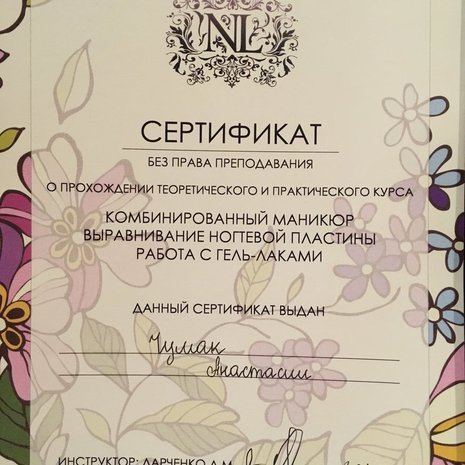 NL
СЕРТИФИКАТ
БЕЗ ПРАВА ПРЕПОДАВАНИЯ
О ПРОХОЖДЕНИИ ТЕОРЕТИЧЕСКОГО И ПРАКТИЧЕСКОГО КУРСА
КОМБИНИРОВАННЫЙ МАНИКЮР
ВЫРАВНИВАНИЕ НОГТЕВОЙ ПЛАСТИНЫ
РАБОТА С ГЕЛЬ-ЛАКАМИ
ДАННЫЙ СЕРТИФИКАТ ВЫДАН
Чумак
Анастасии
ИНСТРУКТОР: ЛАРЧЕНКО Д.М